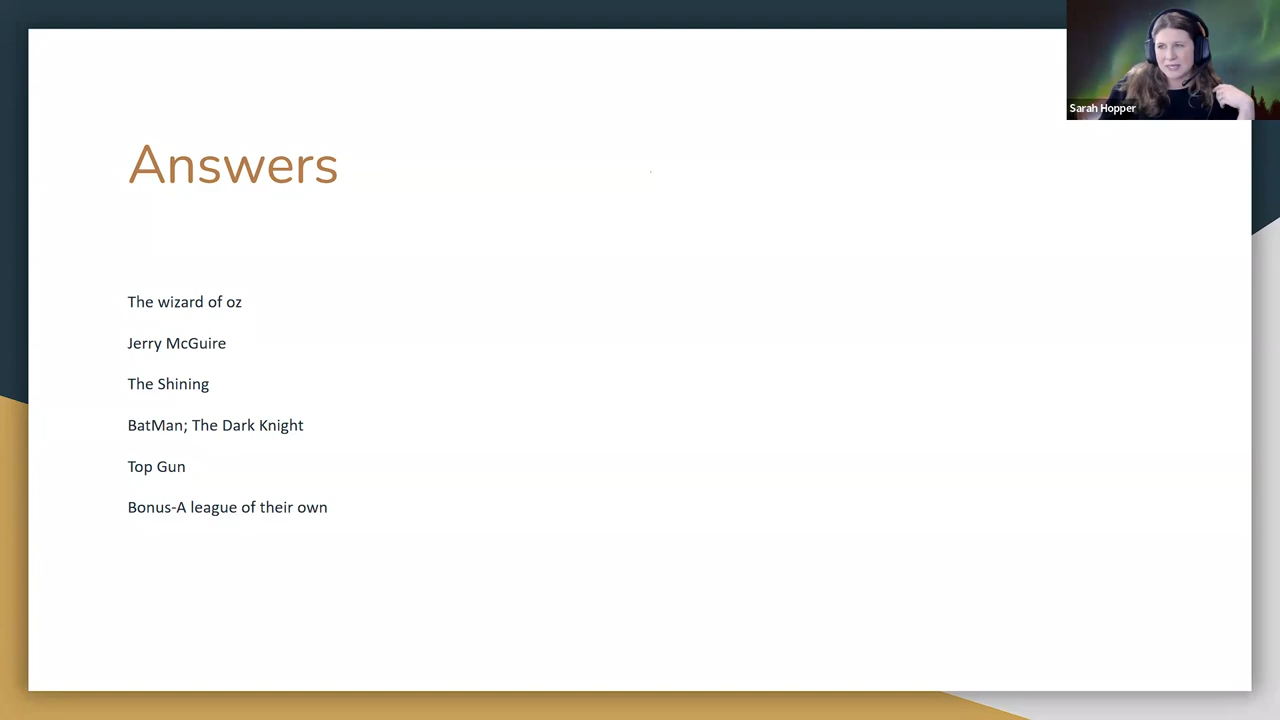 Sarah Hopper
Answers
The wizard of oz
Jerry McGuire
The Shining
BatMan; The Dark Knight
Top Gun
Bonus-A league of their own